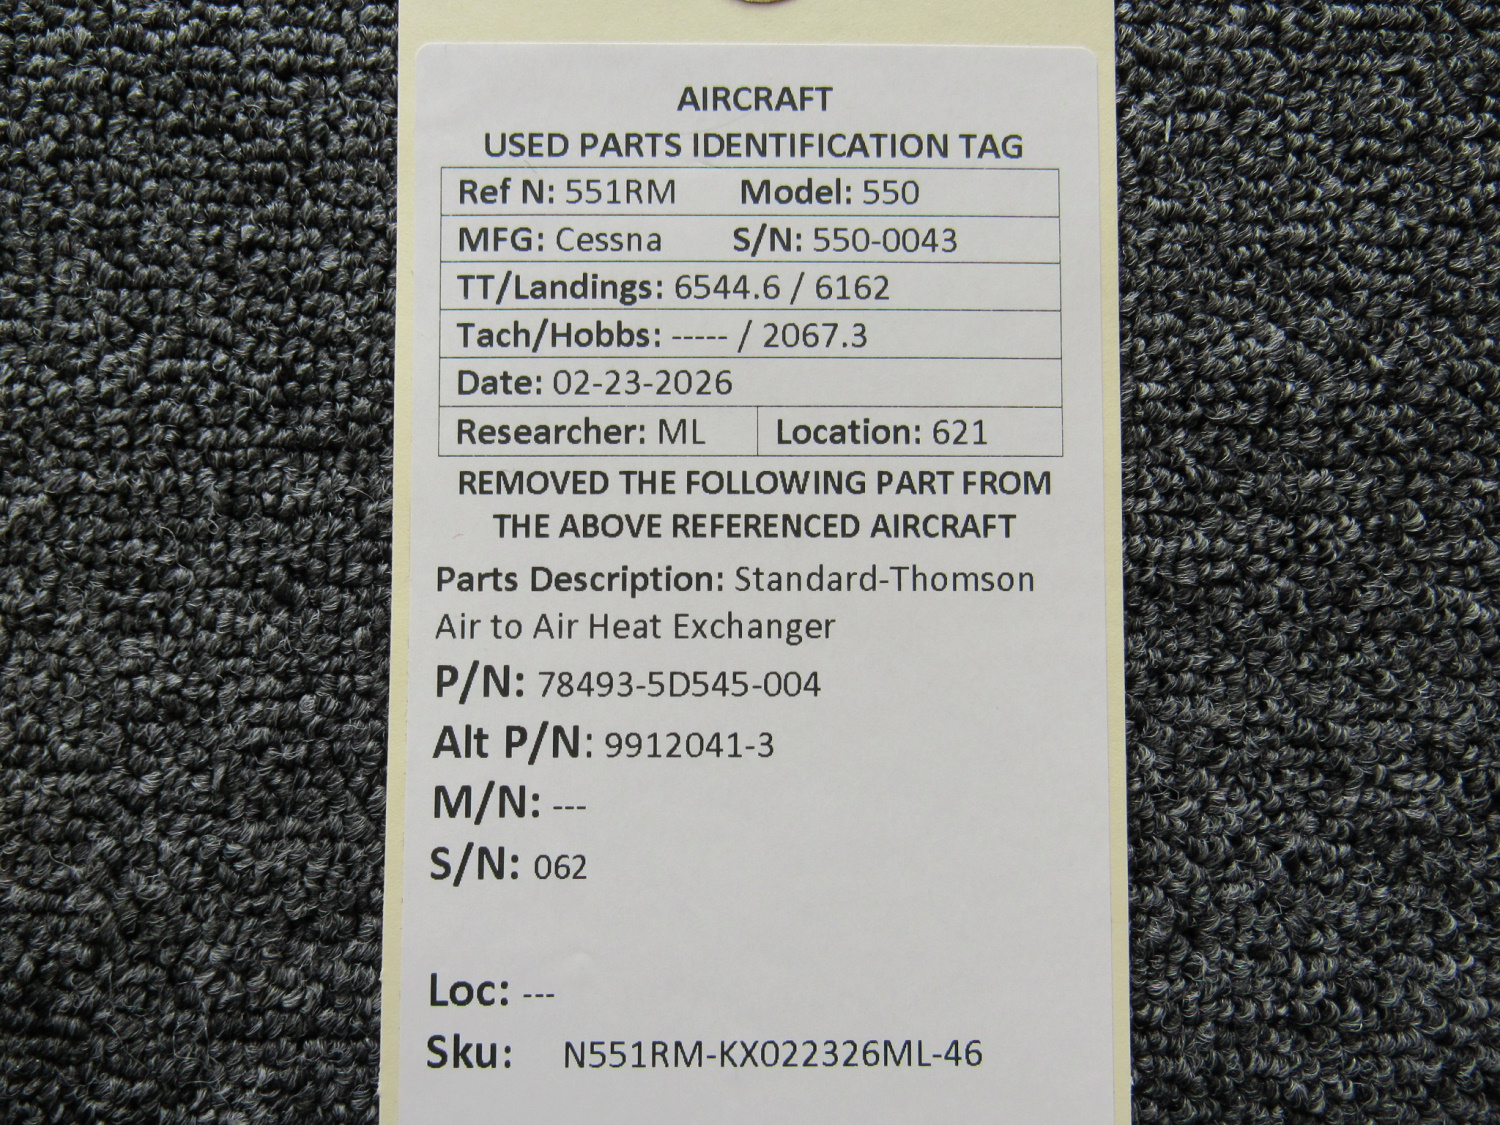 AIRCRAFT
USED PARTS IDENTIFICATION TAG
Ref N: 551RM Model: 550
MFG: Cessna S/N: 550-0043
TT/Landings: 6544.6 / 6162
Tach/Hobbs: ----- / 2067.3
Date: 02-23-2026
Researcher: ML Location: 621
REMOVED THE FOLLOWING PART FROM
THE ABOVE REFERENCED AIRCRAFT
Parts Description: Standard-Thomson
Air to Air Heat Exchanger
P/N: 78493-5D545-004
Alt P/N: 9912041-3
M/N: ---
S/N: 062
Loc: ---
Sku: N551RM-KX022326ML-46